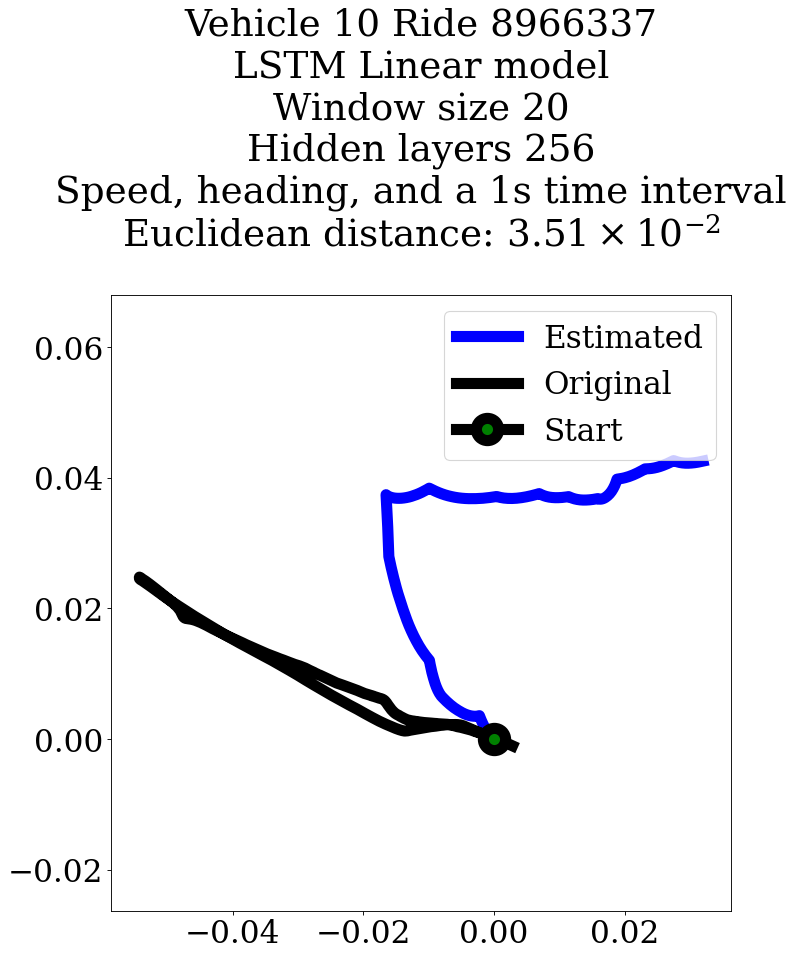 Vehicle 10 Ride 8966337
LSTM Linear model
Window size 20
Hidden layers 256
Speed, heading, and a 1s time interval
Euclidean distance: 3.51 × 10⁻²
Estimated
Original
Start
0.06
0.04
0.02
0.00
−0.02
−0.04
−0.02
0.00
0.02